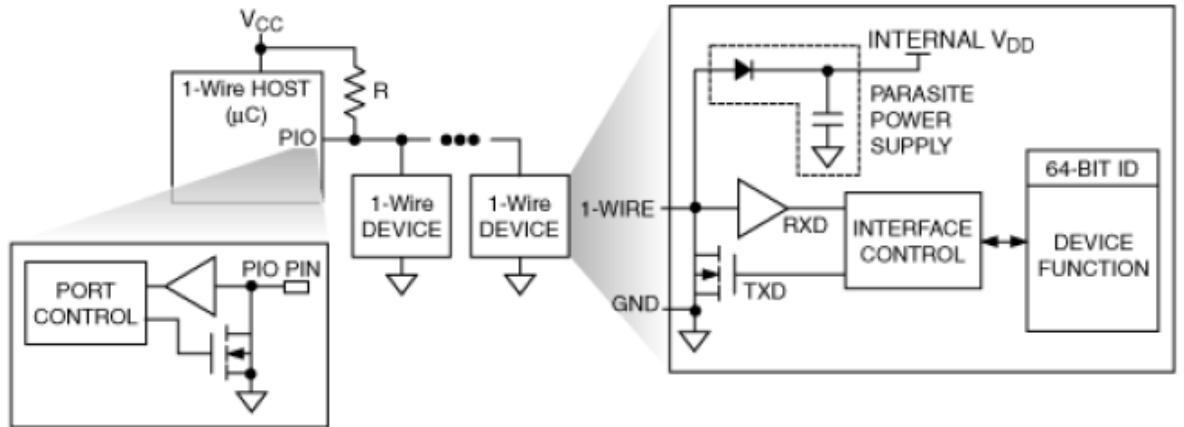 VCC
1-Wire HOST
(μC)
R
PIO
1-Wire
DEVICE
1-Wire
DEVICE
PORT
CONTROL
PIO PIN
INTERNAL VDD
PARASITE
POWER
SUPPLY
1-WIRE
RXD
TXD
GND
INTERFACE
CONTROL
64-BIT ID
DEVICE
FUNCTION